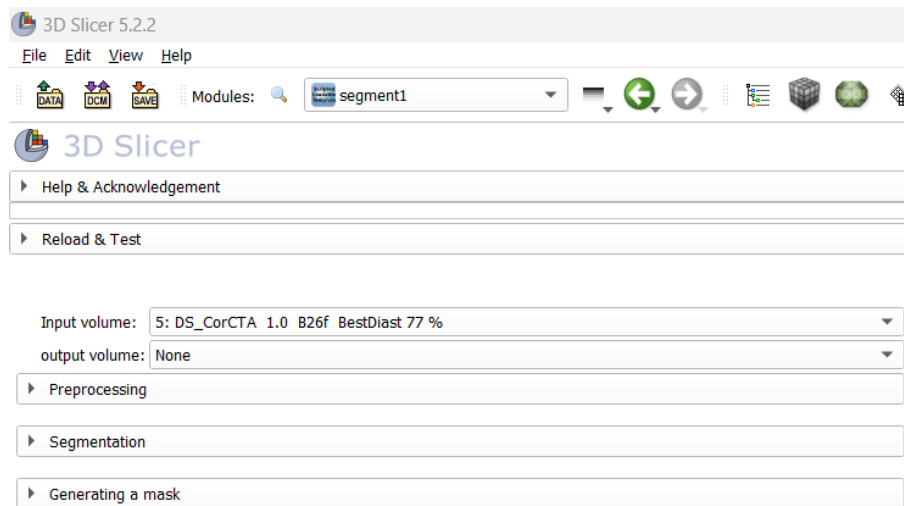 3D Slicer 5.2.2
File Edit View Help
DATA DCM SAVE Modules: segment1
3D Slicer
Help & Acknowledgement
Reload & Test
Input volume: 5: DS_CorCTA 1.0 B26f BestDiast 77 %
output volume: None
Preprocessing
Segmentation
Generating a mask